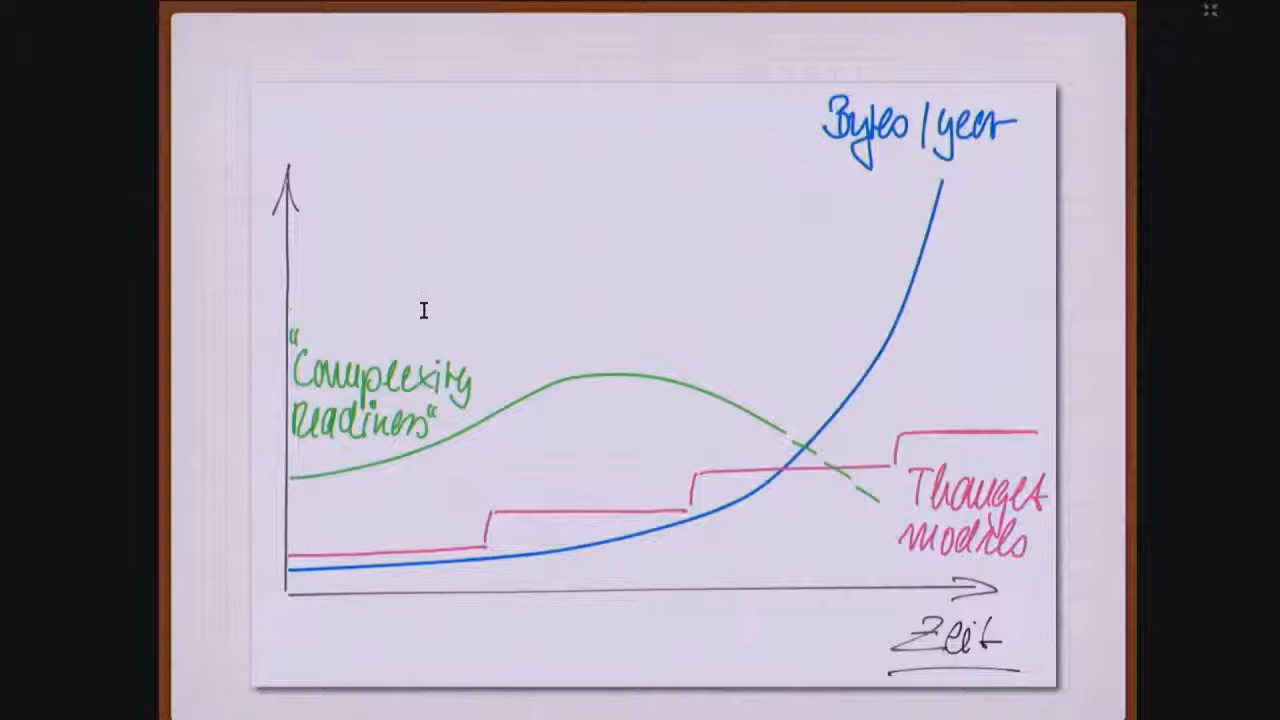 Bytes/year
"Complexity
Readiness"
Thought
models
Zeit